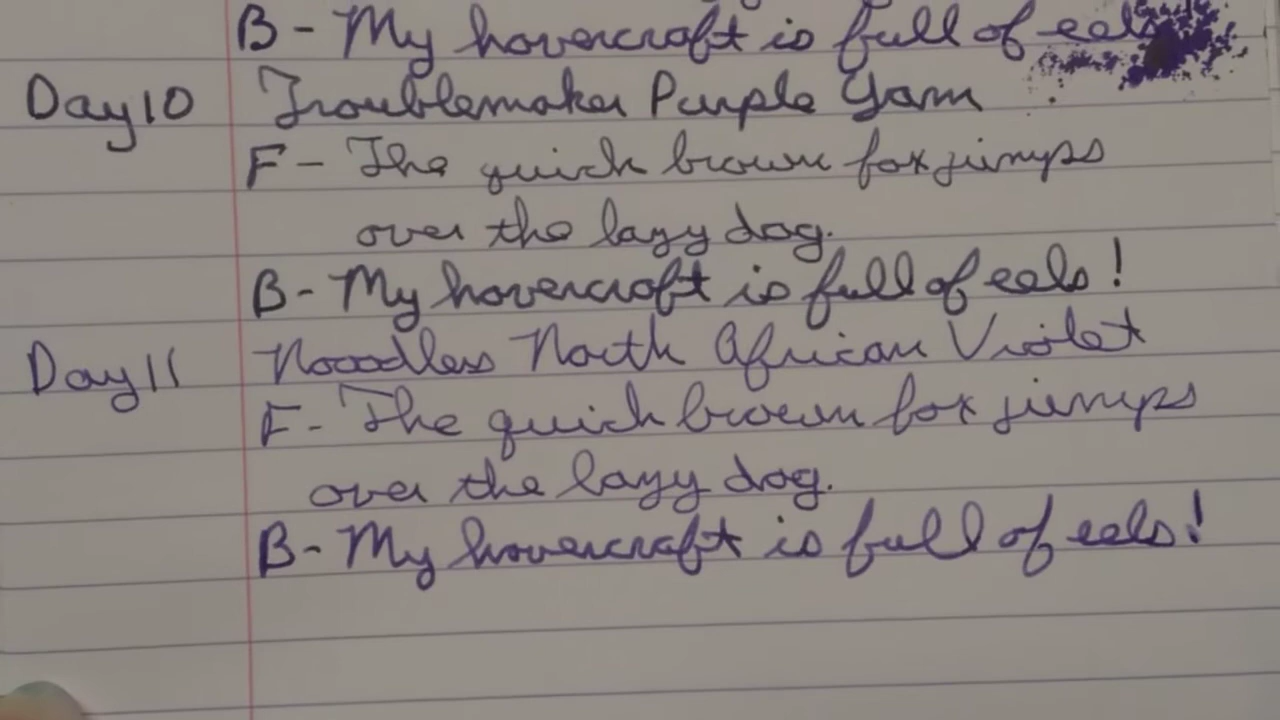 B - My hovercraft is full of eels
Day 10 Troublemaker Purple Yam
F - The quick brown fox jumps
over the lazy dog.
B - My hovercraft is full of eels!
Day 11 Nooodlers North African Violet
F - The quick brown fox jumps
over the lazy dog.
B - My hovercraft is full of eels!